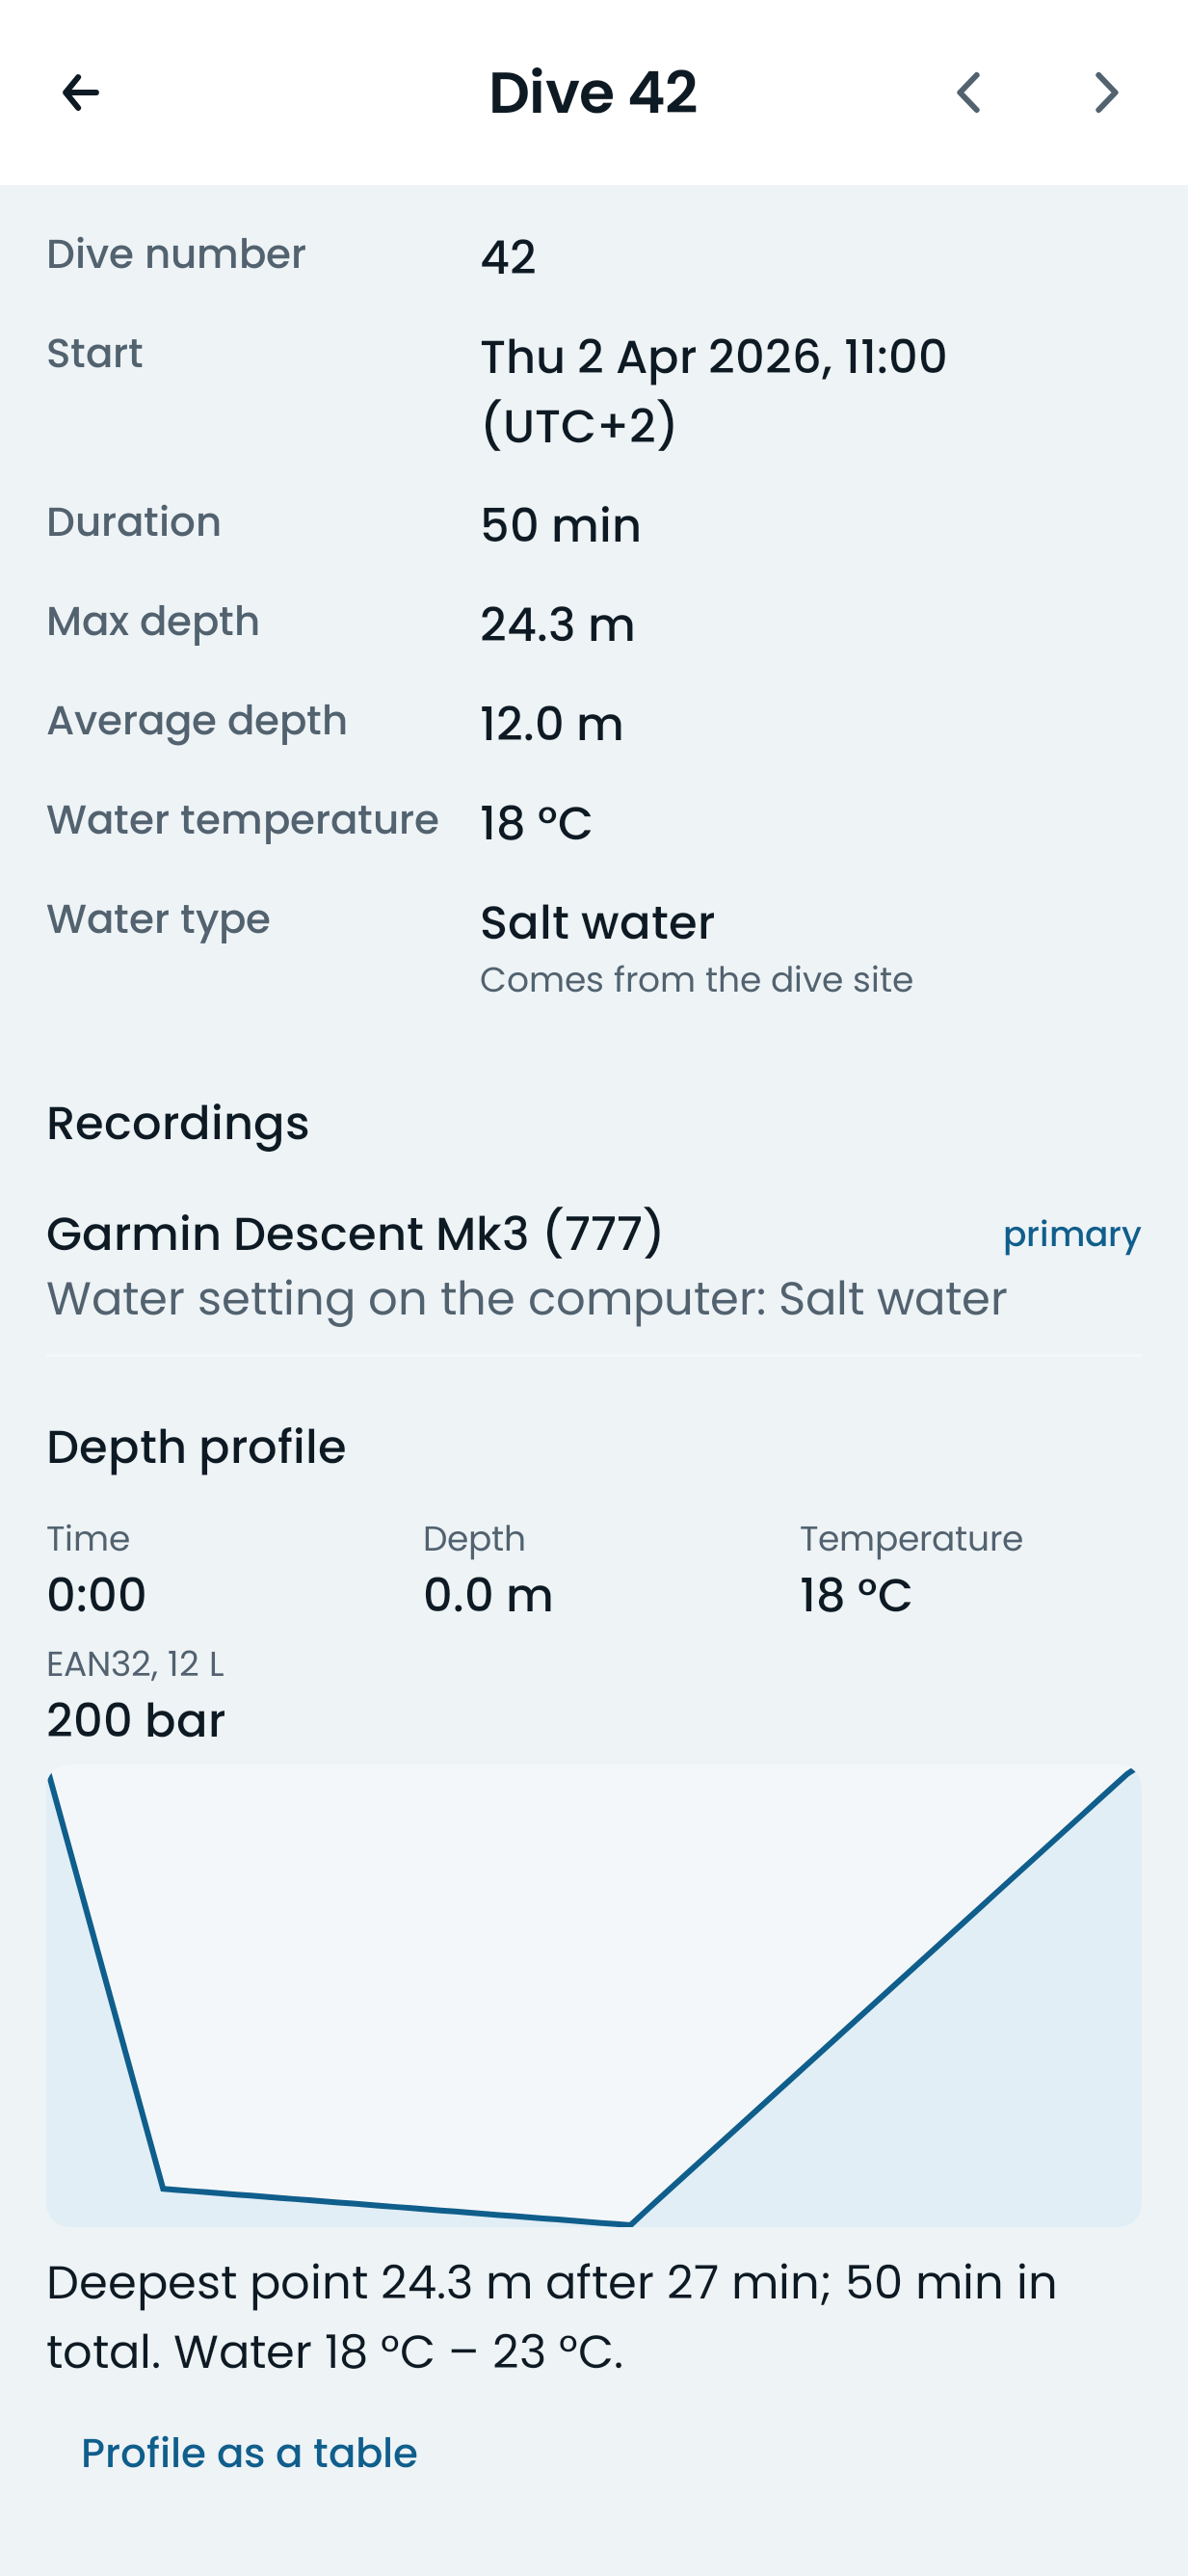 Dive 42
Dive number 42
Start Thu 2 Apr 2026, 11:00
(UTC+2)
Duration 50 min
Max depth 24.3 m
Average depth 12.0 m
Water temperature 18 °C
Water type Salt water
Comes from the dive site
Recordings
Garmin Descent Mk3 (777) primary
Water setting on the computer: Salt water
Depth profile
Time Depth Temperature
0:00 0.0 m 18 °C
EAN32, 12 L
200 bar
Deepest point 24.3 m after 27 min; 50 min in
total. Water 18 °C – 23 °C.
Profile as a table